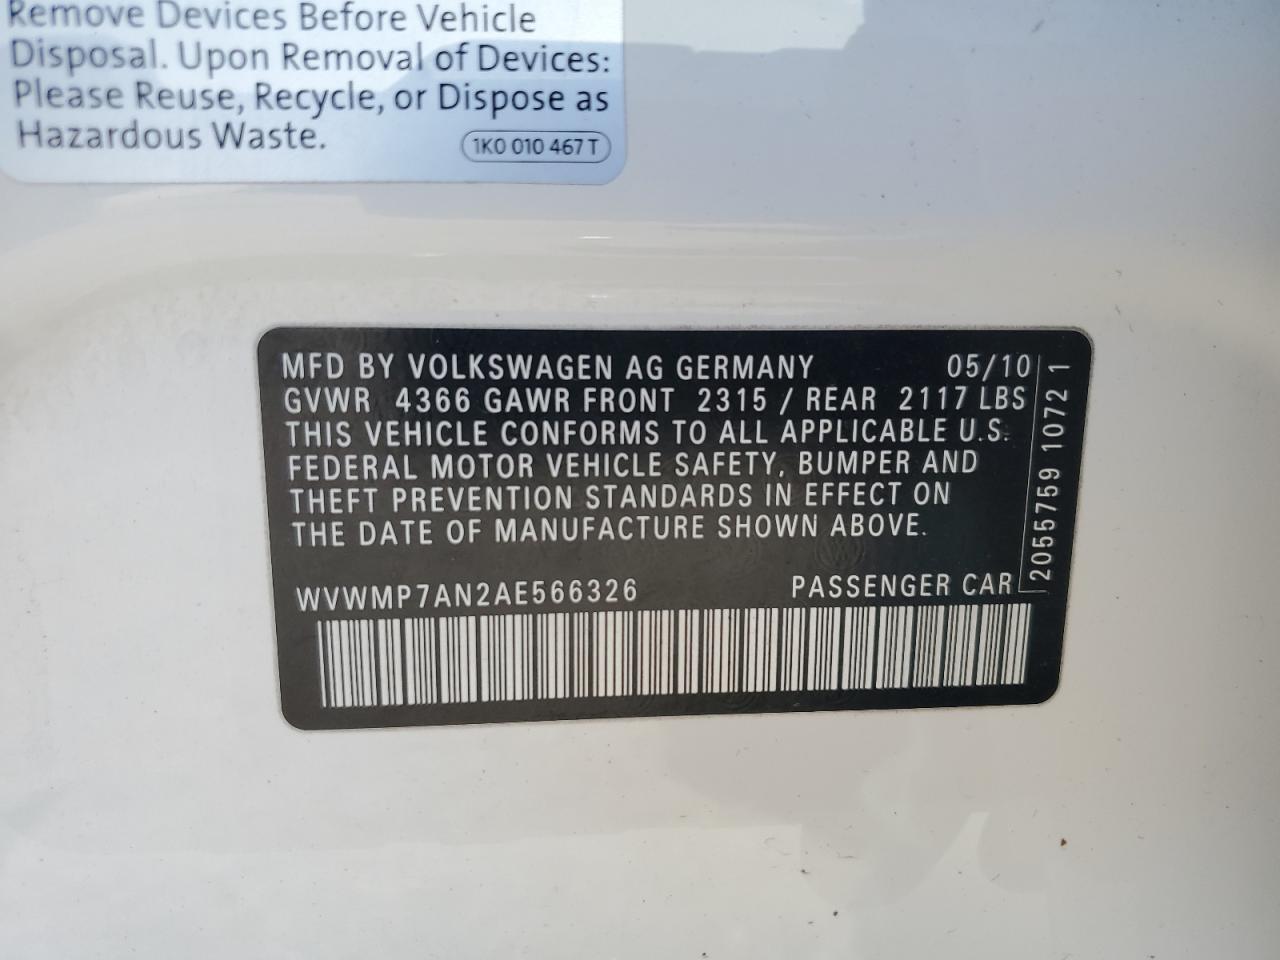 Remove Devices Before Vehicle
Disposal. Upon Removal of Devices:
Please Reuse, Recycle, or Dispose as
Hazardous Waste.
1K0 010 467 T
MFD BY VOLKSWAGEN AG GERMANY 05/10
GVWR 4366 GAWR FRONT 2315 / REAR 2117 LBS
THIS VEHICLE CONFORMS TO ALL APPLICABLE U.S.
FEDERAL MOTOR VEHICLE SAFETY, BUMPER AND
THEFT PREVENTION STANDARDS IN EFFECT ON
THE DATE OF MANUFACTURE SHOWN ABOVE.
WVWMP7AN2AE566326 PASSENGER CAR
2055759 1072 1